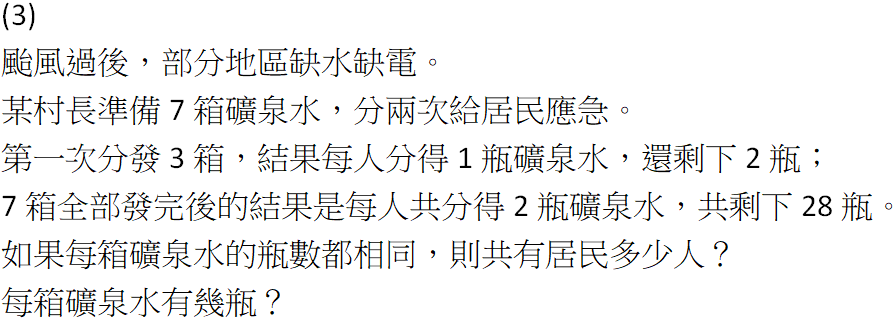 (3)
颱風過後，部分地區缺水缺電。
某村長準備 7 箱礦泉水，分兩次給居民應急。
第一次分發 3 箱，結果每人分得 1 瓶礦泉水，還剩下 2 瓶；
7 箱全部發完後的結果是每人共分得 2 瓶礦泉水，共剩下 28 瓶。
如果每箱礦泉水的瓶數都相同，則共有居民多少人？
每箱礦泉水有幾瓶？